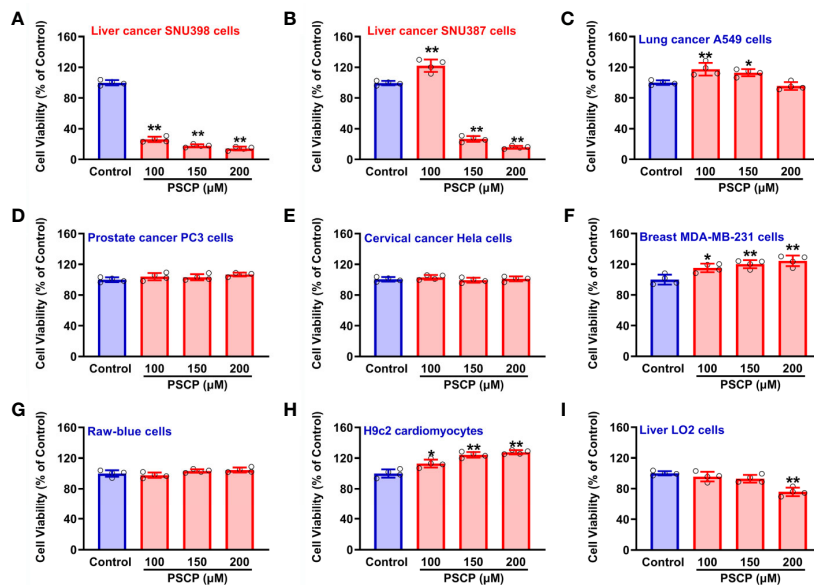 A
Liver cancer SNU398 cells
Cell Viability (% of Control)
160
120
80
40
0
**
**
**
Control
100
150
200
PSCP (μM)
B
Liver cancer SNU387 cells
Cell Viability (% of Control)
160
120
80
40
0
**
**
**
Control
100
150
200
PSCP (μM)
C
Lung cancer A549 cells
Cell Viability (% of Control)
160
120
80
40
0
**
*
Control
100
150
200
PSCP (μM)
D
Prostate cancer PC3 cells
Cell Viability (% of Control)
160
120
80
40
0
Control
100
150
200
PSCP (μM)
E
Cervical cancer Hela cells
Cell Viability (% of Control)
160
120
80
40
0
Control
100
150
200
PSCP (μM)
F
Breast MDA-MB-231 cells
Cell Viability (% of Control)
160
120
80
40
0
*
**
**
Control
100
150
200
PSCP (μM)
G
Raw-blue cells
Cell Viability (% of Control)
160
120
80
40
0
Control
100
150
200
PSCP (μM)
H
H9c2 cardiomyocytes
Cell Viability (% of Control)
160
120
80
40
0
*
**
**
Control
100
150
200
PSCP (μM)
I
Liver LO2 cells
Cell Viability (% of Control)
160
120
80
40
0
**
Control
100
150
200
PSCP (μM)